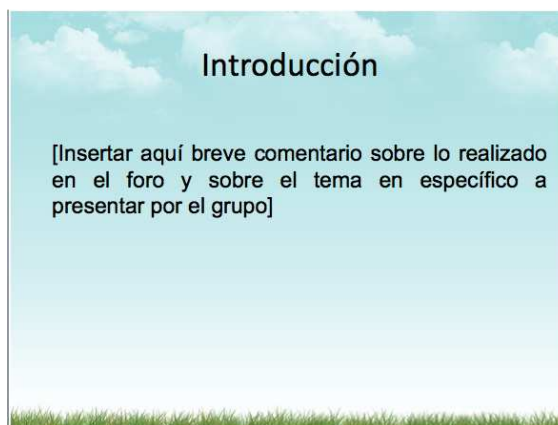 Introducción
[Insertar aquí breve comentario sobre lo realizado
en el foro y sobre el tema en específico a
presentar por el grupo]